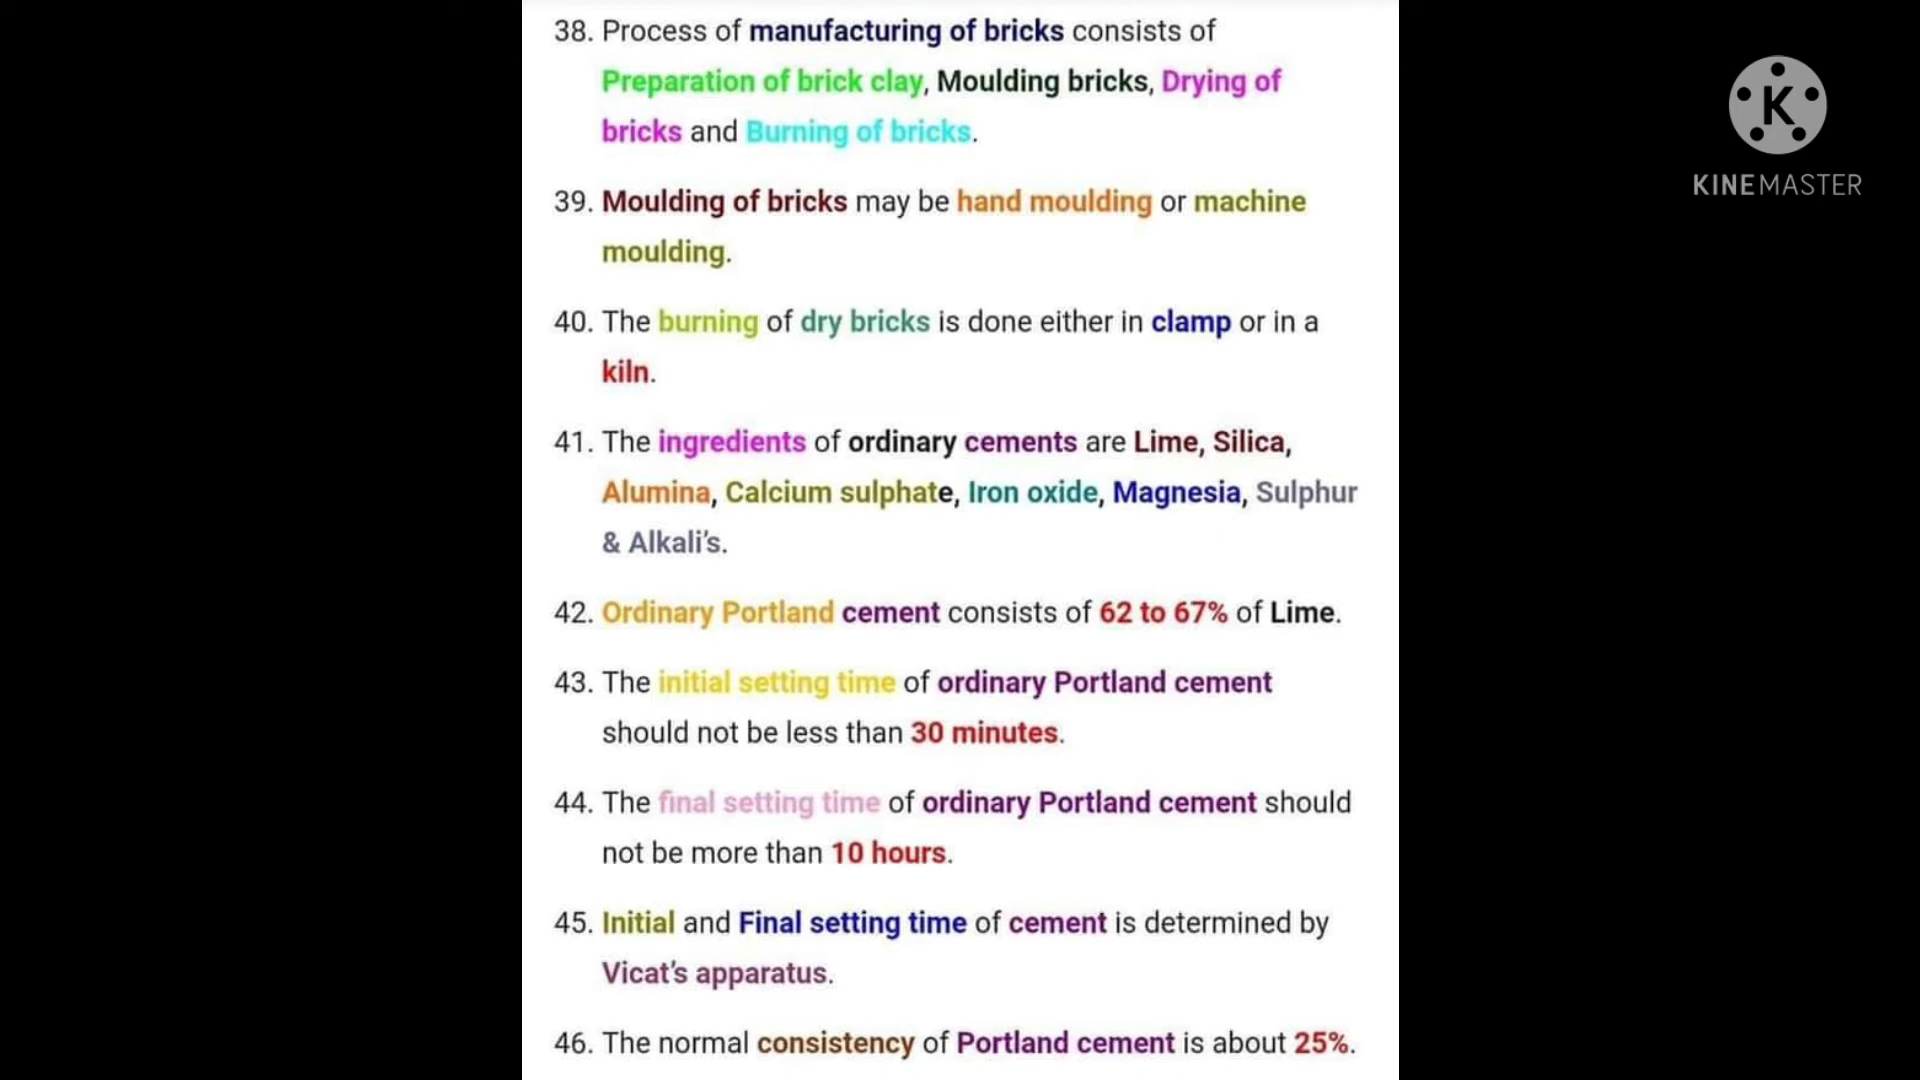 38. Process of manufacturing of bricks consists of
Preparation of brick clay, Moulding bricks, Drying of
bricks and Burning of bricks.
39. Moulding of bricks may be hand moulding or machine
moulding.
40. The burning of dry bricks is done either in clamp or in a
kiln.
41. The ingredients of ordinary cements are Lime, Silica,
Alumina, Calcium sulphate, Iron oxide, Magnesia, Sulphur
& Alkali's.
42. Ordinary Portland cement consists of 62 to 67% of Lime.
43. The initial setting time of ordinary Portland cement
should not be less than 30 minutes.
44. The final setting time of ordinary Portland cement should
not be more than 10 hours.
45. Initial and Final setting time of cement is determined by
Vicat's apparatus.
46. The normal consistency of Portland cement is about 25%.
K
KINEMASTER